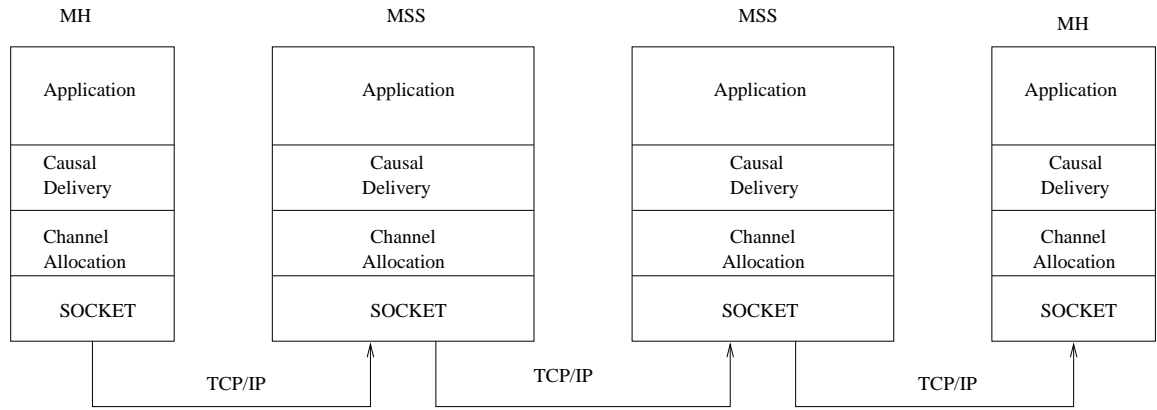 MH
MSS
MSS
MH
Application
Application
Application
Application
Causal
Delivery
Causal
Delivery
Causal
Delivery
Causal
Delivery
Channel
Allocation
Channel
Allocation
Channel
Allocation
Channel
Allocation
SOCKET
SOCKET
SOCKET
SOCKET
TCP/IP
TCP/IP
TCP/IP